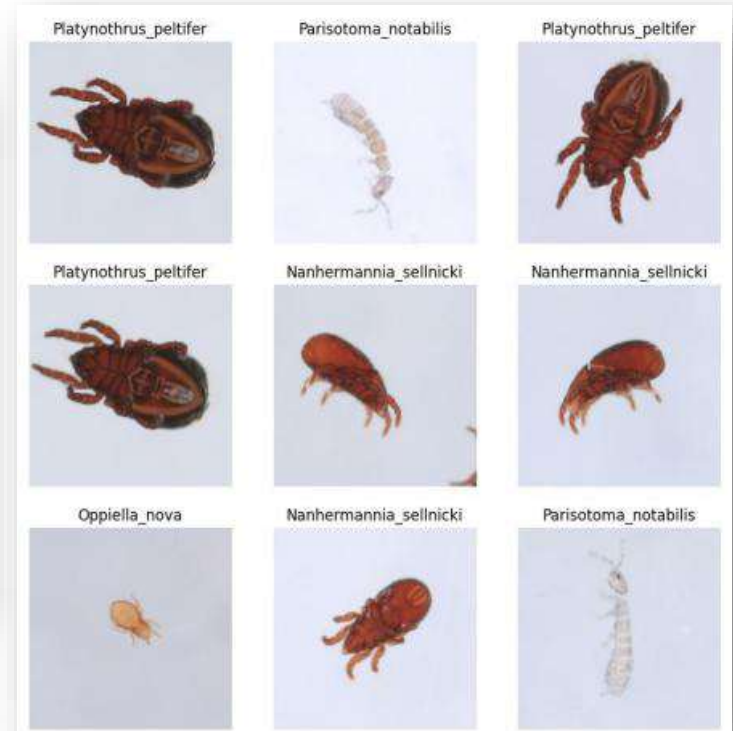 Platynothrus_peltifer
Parisotoma_notabilis
Platynothrus_peltifer
Platynothrus_peltifer
Nanhermannia_sellnicki
Nanhermannia_sellnicki
Oppiella_nova
Nanhermannia_sellnicki
Parisotoma_notabilis